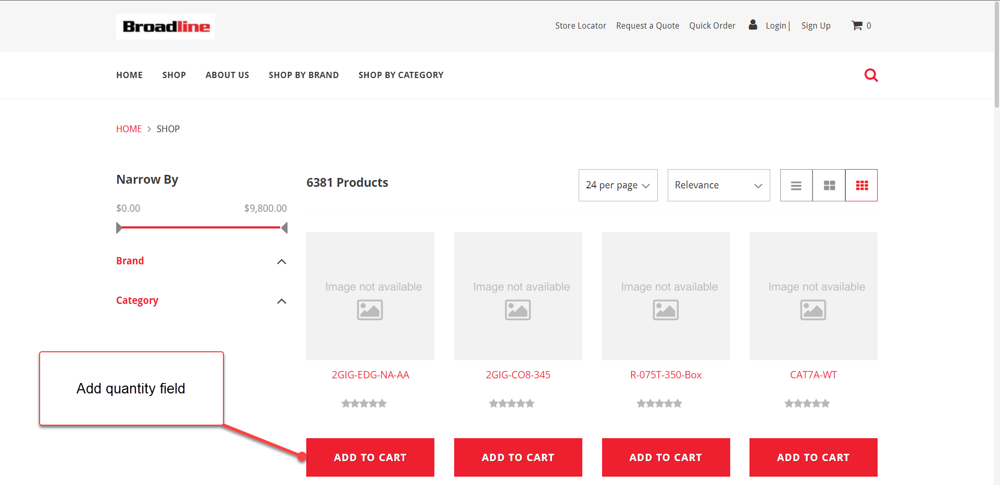 Broadline
Store Locator Request a Quote Quick Order Login| Sign Up 0
HOME SHOP ABOUT US SHOP BY BRAND SHOP BY CATEGORY
HOME > SHOP
Narrow By
$0.00 $9,800.00
Brand
Category
6381 Products
24 per page Relevance
Image not available Image not available Image not available Image not available
2GIG-EDG-NA-AA 2GIG-CO8-345 R-075T-350-Box CAT7A-WT
Add quantity field
ADD TO CART ADD TO CART ADD TO CART ADD TO CART